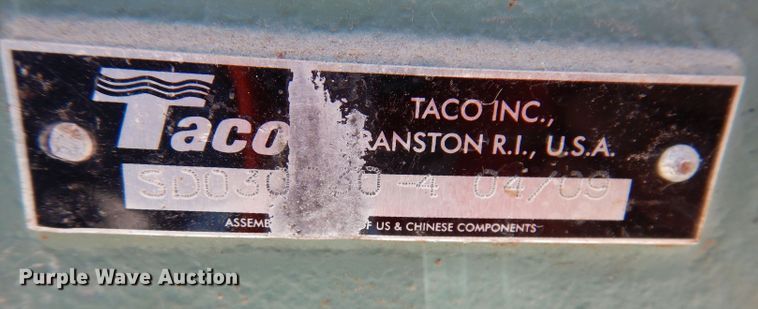 Taco
TACO INC.,
RANSTON R.I., U.S.A.
SD030 30-4 04/09
ASSEMB F US & CHINESE COMPONENTS
Purple Wave Auction